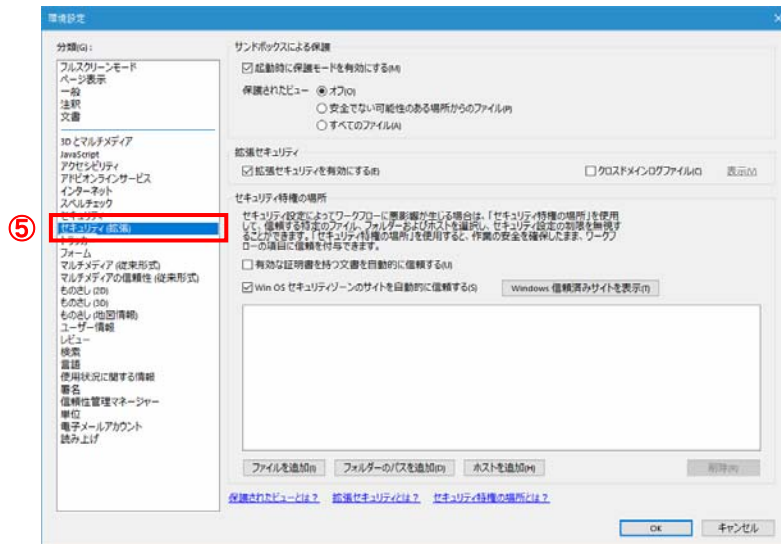 環境設定
分類(G):
フルスクリーンモード
ページ表示
一般
注釈
文書
3D とマルチメディア
JavaScript
アクセシビリティ
アドビオンラインサービス
インターネット
スペルチェック
セキュリティ
⑤
セキュリティ (拡張)
トラッカー
フォーム
マルチメディア (従来形式)
マルチメディアの信頼性 (従来形式)
ものさし (2D)
ものさし (3D)
ものさし (地図情報)
ユーザー情報
レビュー
検索
言語
使用状況に関する情報
署名
信頼性管理マネージャー
単位
電子メールアカウント
読み上げ
サンドボックスによる保護
起動時に保護モードを有効にする(M)
保護されたビュー オフ(O)
安全でない可能性のある場所からのファイル(P)
すべてのファイル(A)
拡張セキュリティ
拡張セキュリティを有効にする(E) クロスドメインログファイル(C) 表示(V)
セキュリティ特権の場所
セキュリティ設定によってワークフローに悪影響が生じる場合は、「セキュリティ特権の場所」を使用
して、信頼する特定のファイル、フォルダーおよびホストを選択し、セキュリティ設定の制限を無視す
ることができます。「セキュリティ特権の場所」を使用すると、作業の安全を確保したまま、ワークフ
ローの項目に信頼を付与できます。
有効な証明書を持つ文書を自動的に信頼する(U)
Win OS セキュリティゾーンのサイトを自動的に信頼する(S) Windows 信頼済みサイトを表示(T)
ファイルを追加(I) フォルダーのパスを追加(D) ホストを追加(H) 削除(R)
保護されたビューとは? 拡張セキュリティとは? セキュリティ特権の場所とは?
OK キャンセル